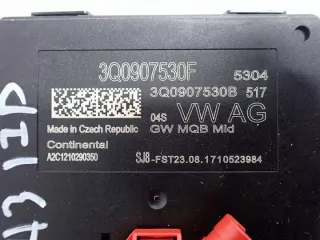 3Q0907530F 5304
3Q0907530B 517
04S VW AG
Made in Czech Republic GW MQB Mid
Continental
A2C1210290350 SJ8-FST23.08.1710523984